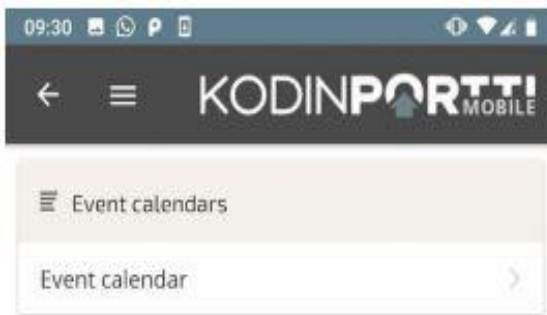 09:30
KODINPORTTI
MOBILE
Event calendars
Event calendar